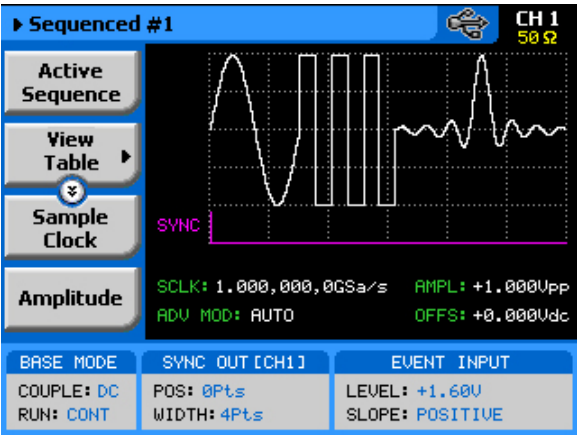 Sequenced #1
CH 1
50 Ω
Active
Sequence
View
Table
Sample
Clock
Amplitude
SYNC
SCLK: 1.000,000,0GSa/s AMPL: +1.000Vpp
ADV MOD: AUTO OFFS: +0.000Vdc
BASE MODE
COUPLE: DC
RUN: CONT
SYNC OUT[CH1]
POS: 0Pts
WIDTH: 4Pts
EVENT INPUT
LEVEL: +1.60V
SLOPE: POSITIVE